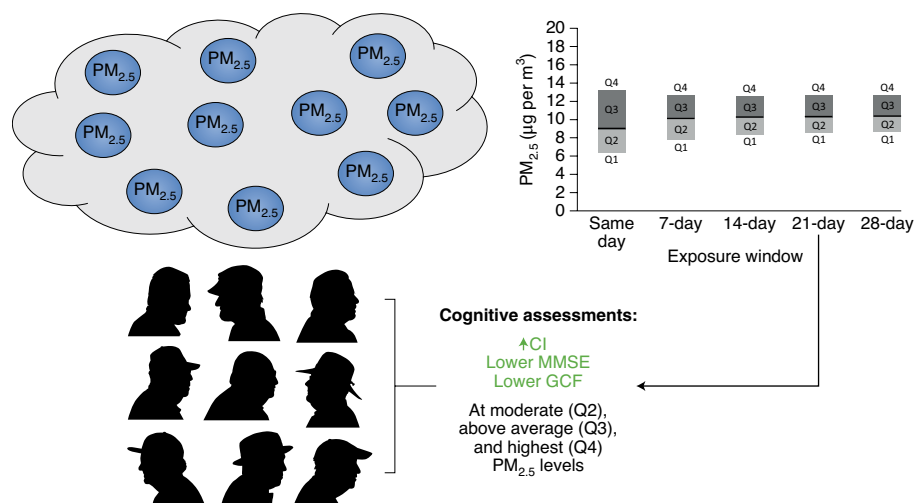 PM2.5
PM2.5
PM2.5
PM2.5
PM2.5
PM2.5
PM2.5
PM2.5
PM2.5
PM2.5
PM2.5 (µg per m3)
20
18
16
14
12
10
8
6
4
2
0
Q4
Q3
Q2
Q1
Q4
Q3
Q2
Q1
Q4
Q3
Q2
Q1
Q4
Q3
Q2
Q1
Q4
Q3
Q2
Q1
Same day
7-day
14-day
21-day
28-day
Exposure window
Cognitive assessments:
↑CI
Lower MMSE
Lower GCF
At moderate (Q2),
above average (Q3),
and highest (Q4)
PM2.5 levels